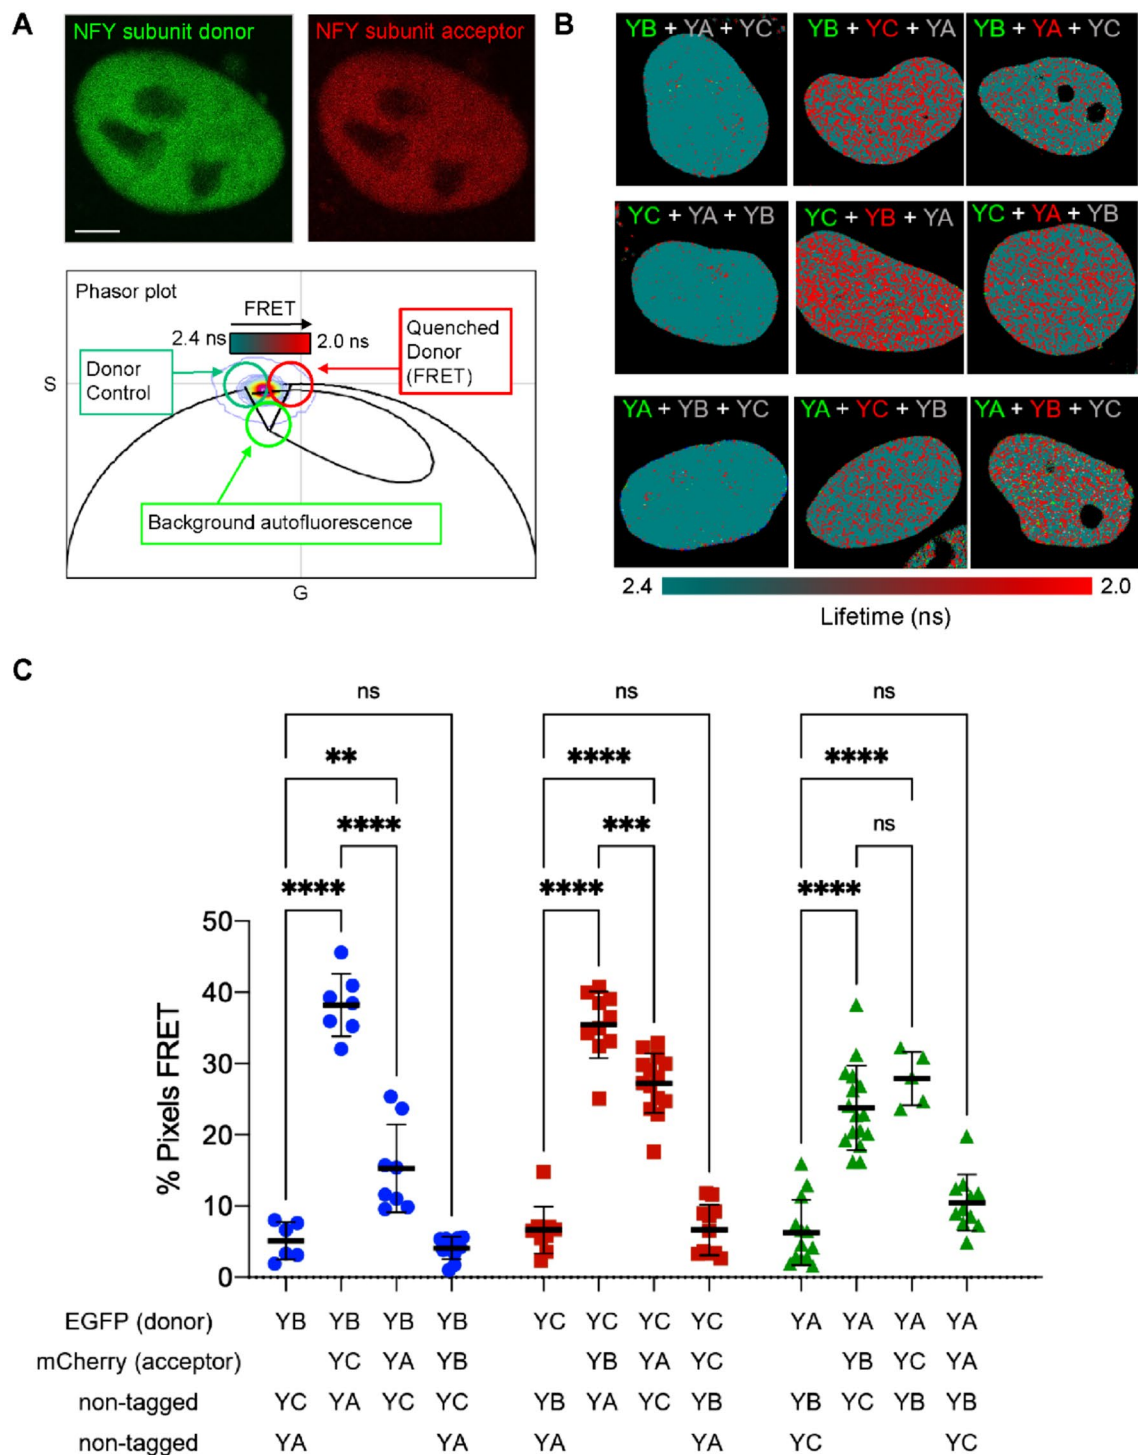 A
NFY subunit donor
NFY subunit acceptor
Phasor plot
FRET
2.4 ns
2.0 ns
Donor
Control
Quenched
Donor
(FRET)
S
Background autofluorescence
G
B
YB + YA + YC
YB + YC + YA
YB + YA + YC
YC + YA + YB
YC + YB + YA
YC + YA + YB
YA + YB + YC
YA + YC + YB
YA + YB + YC
2.4
2.0
Lifetime (ns)
C
ns ns ns
** **** ****
**** *** ns
**** **** ****
% Pixels FRET
50
40
30
20
10
0
EGFP (donor) YB YB YB YB YC YC YC YC YA YA YA YA
mCherry (acceptor) YC YA YB YB YA YC YB YC YA
non-tagged YC YA YC YC YB YA YC YB YB YC YB YB
non-tagged YA YA YA YA YC YC